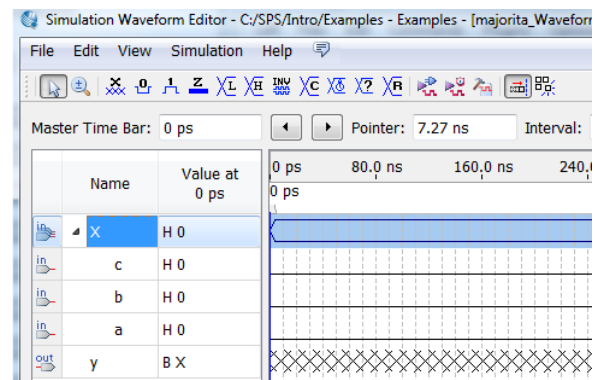 Simulation Waveform Editor - C:/SPS/Intro/Examples - Examples - [majorita_Waveform
File Edit View Simulation Help
Master Time Bar: 0 ps Pointer: 7.27 ns Interval:
Name Value at 0 ps 0 ps 80.0 ns 160.0 ns 240.
0 ps
X H 0
c H 0
b H 0
a H 0
y B X